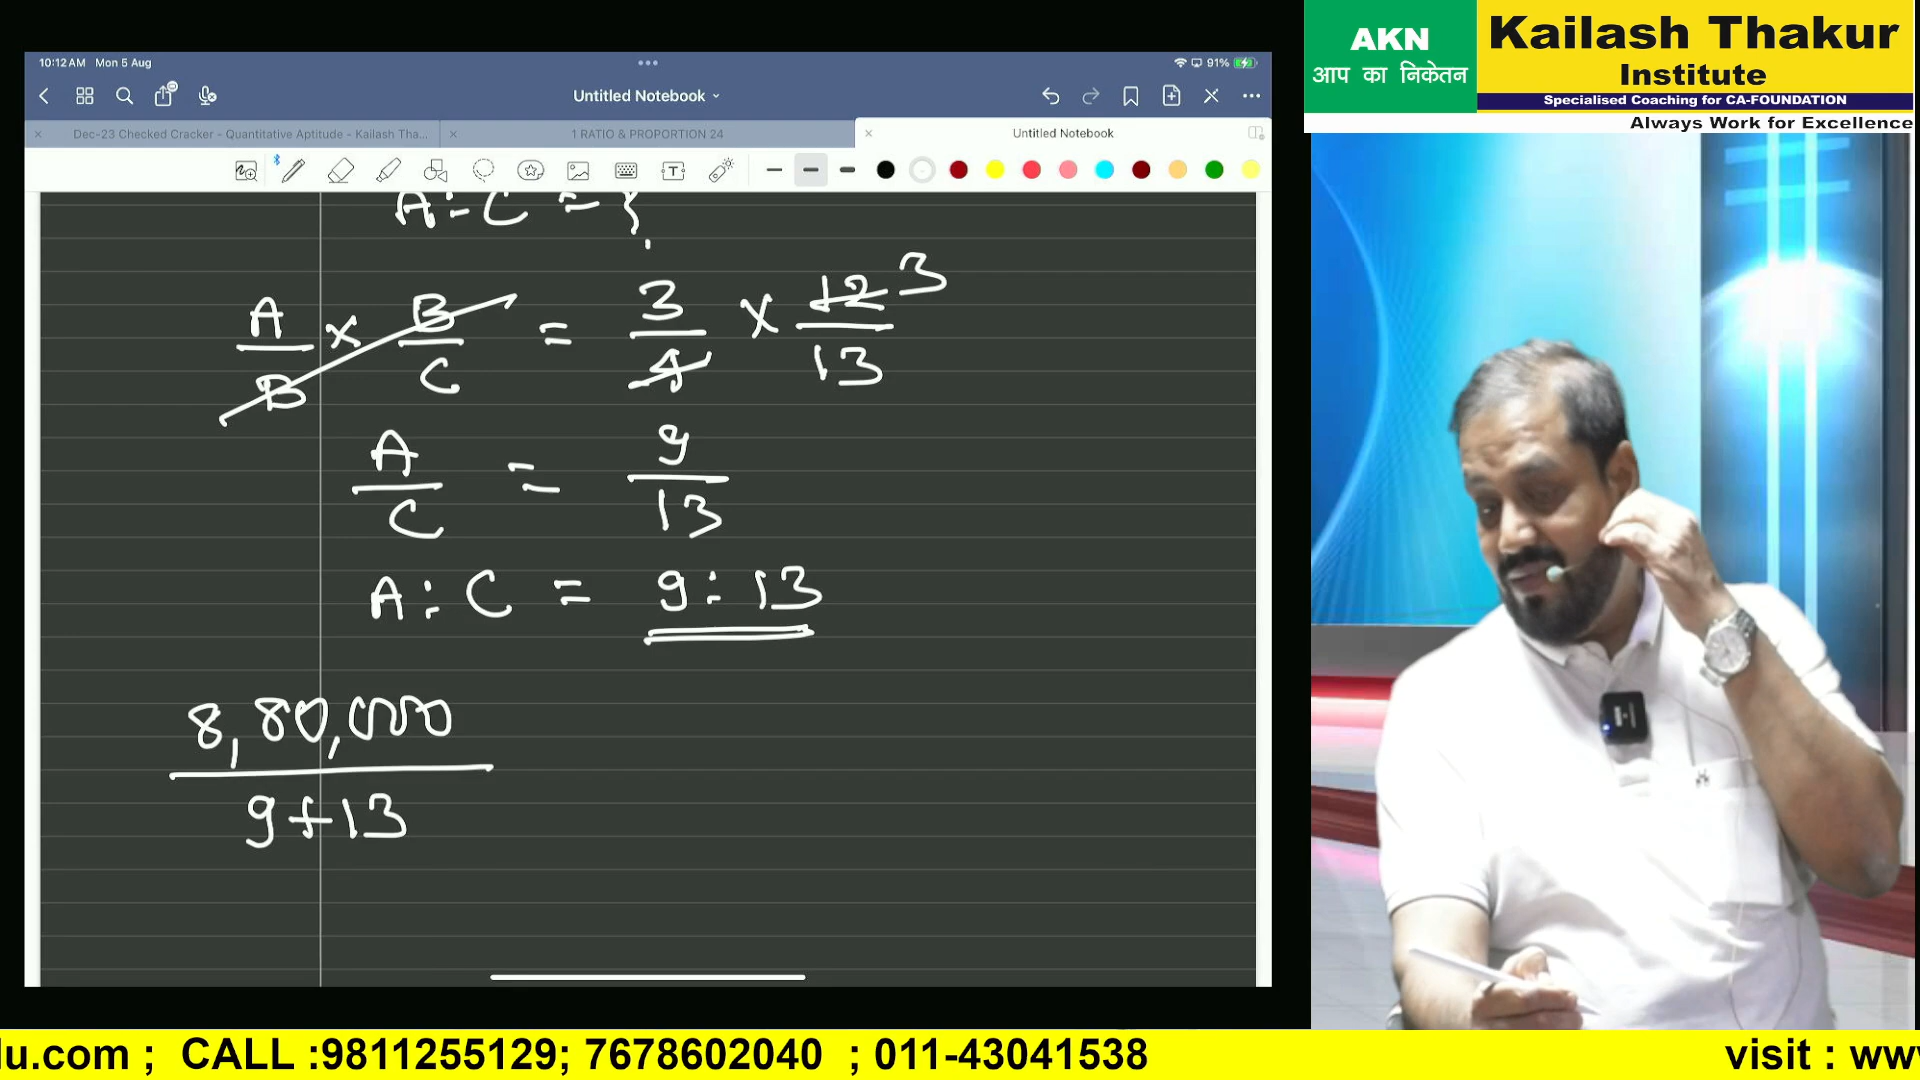 AKN
आप का निकेतन
Kailash Thakur
Institute
Specialised Coaching for CA-FOUNDATION
Always Work for Excellence
10:12 AM Mon 5 Aug
91%
Untitled Notebook
Dec-23 Checked Cracker - Quantitative Aptitude - Kailash Tha...
1 RATIO & PROPORTION 24
Untitled Notebook
A : C = ?
A/B × B/C = 3/4 × 12/13 3
A/C = 9/13
A : C = 9 : 13
8,80,000
9+13
du.com ; CALL :9811255129; 7678602040 ; 011-43041538
visit : ww